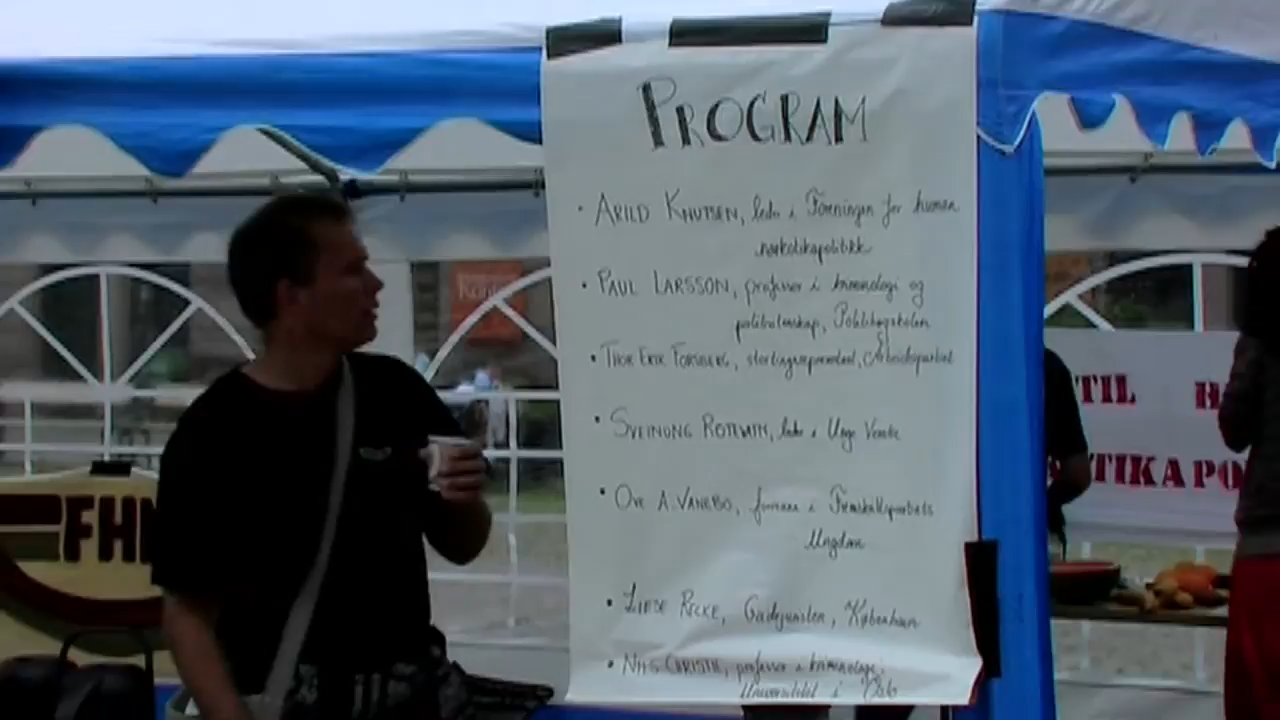 PROGRAM
• ARILD KNUTSEN, leder i Foreningen for human
narkotikapolitikk
• PAUL LARSSON, professor i kriminologi og
politivitenskap, Politihøgskolen
• THOR ERIK FORSBERG, stortingsrepresentant, Arbeiderpartiet
• SVEINUNG ROTEVATN, leder i Unge Venstre
• OVE A. VANEBO, formann i Fremskrittspartiets
Ungdom
• LIESE RECKE, Gadejuristen, København
• NILS CHRISTIE, professor i kriminologi,
Universitetet i Oslo
FHN
TIL
TIKAPO